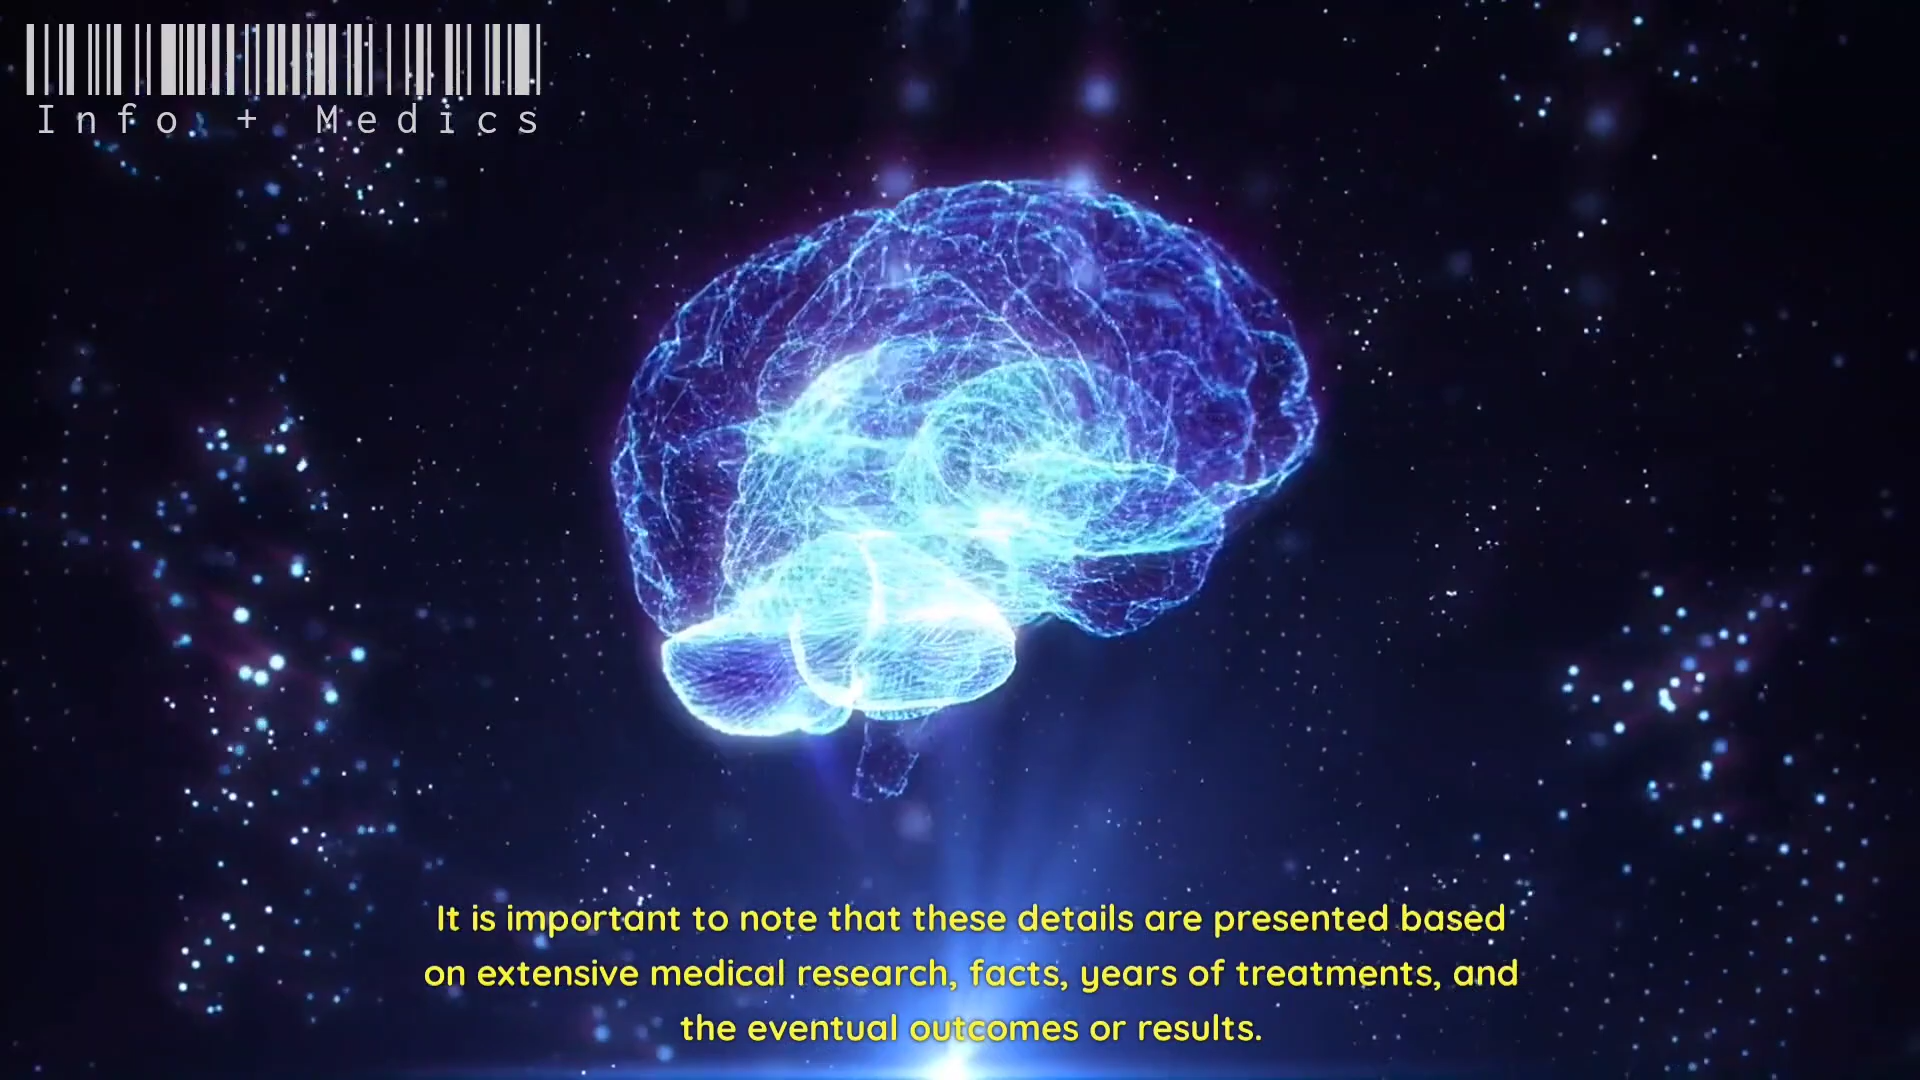 Info + Medics
It is important to note that these details are presented based
on extensive medical research, facts, years of treatments, and
the eventual outcomes or results.